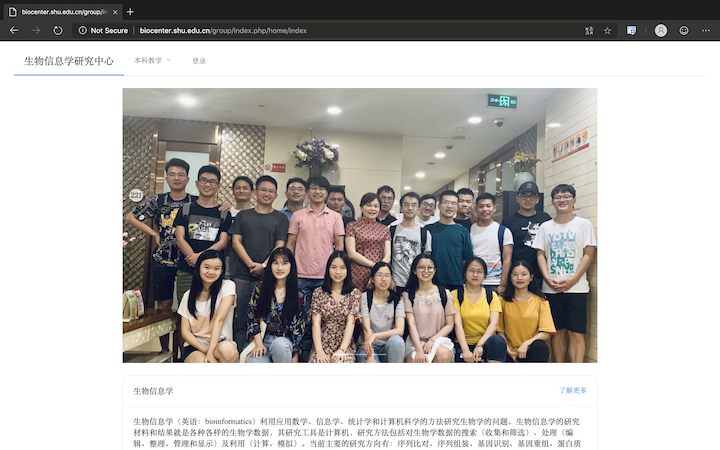 biocenter.shu.edu.cn/group/in
Not Secure
biocenter.shu.edu.cn/group/index.php/home/index
生物信息学研究中心
本科教学
登录
221
生物信息学
了解更多
生物信息学（英语：bioinformatics）利用应用数学、信息学、统计学和计算机科学的方法研究生物学的问题。生物信息学的研究
材料和结果就是各种各样的生物学数据，其研究工具是计算机，研究方法包括对生物学数据的搜索（收集和筛选）、处理（编
辑、整理、管理和显示）及利用（计算、模拟）。当前主要的研究方向有：序列比对、序列组装、基因识别、基因重组、蛋白质